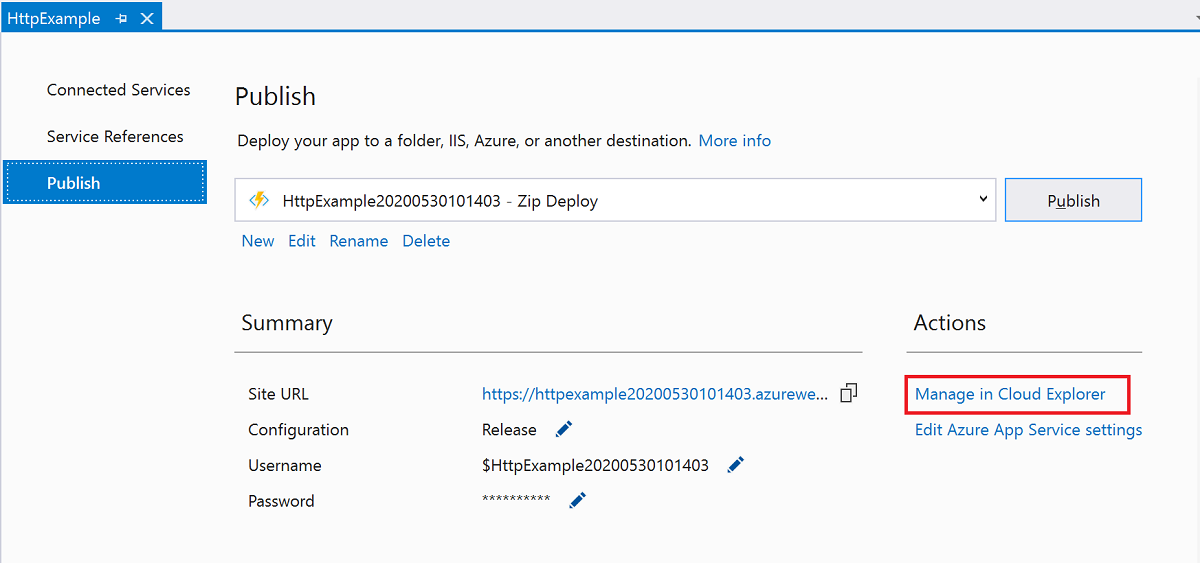 HttpExample
Connected Services
Service References
Publish
Publish
Deploy your app to a folder, IIS, Azure, or another destination. More info
HttpExample20200530101403 - Zip Deploy
Publish
New Edit Rename Delete
Summary
Actions
Site URL https://httpexample20200530101403.azurewe...
Manage in Cloud Explorer
Configuration Release
Edit Azure App Service settings
Username $HttpExample20200530101403
Password **********